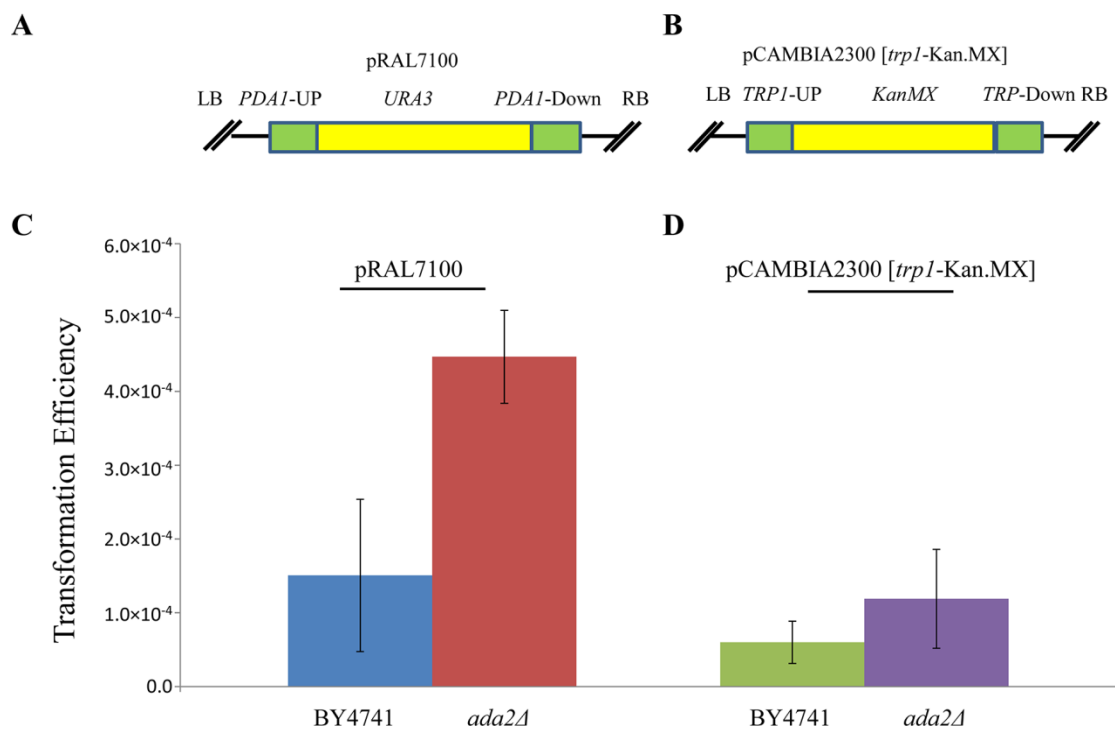 A
B
pRAL7100
pCAMBIA2300 [trp1-Kan.MX]
LB PDA1-UP URA3 PDA1-Down RB
LB TRP1-UP KanMX TRP-Down RB
C
D
Transformation Efficiency
6.0×10⁻⁴
5.0×10⁻⁴
4.0×10⁻⁴
3.0×10⁻⁴
2.0×10⁻⁴
1.0×10⁻⁴
0.0
pRAL7100
pCAMBIA2300 [trp1-Kan.MX]
BY4741 ada2Δ BY4741 ada2Δ